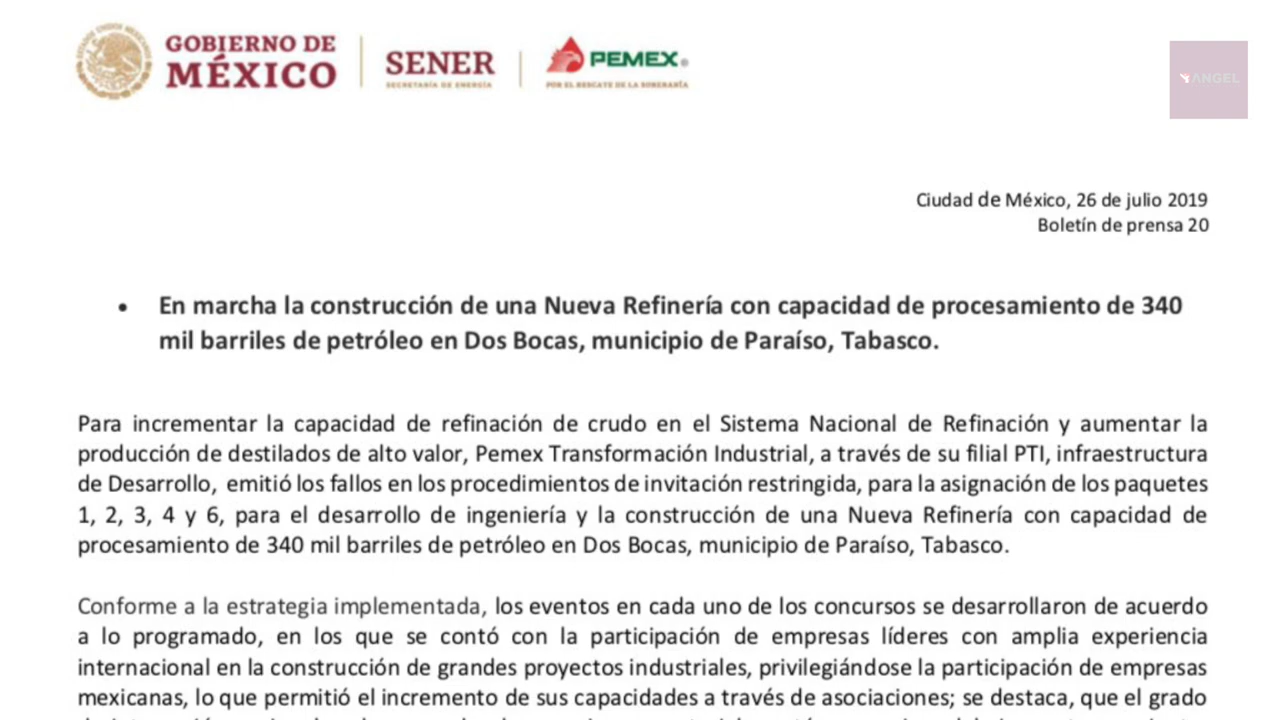 GOBIERNO DE
MÉXICO
SENER
SECRETARÍA DE ENERGÍA
PEMEX®
POR EL RESCATE DE LA SOBERANÍA
ANGEL
Ciudad de México, 26 de julio 2019
Boletín de prensa 20
• En marcha la construcción de una Nueva Refinería con capacidad de procesamiento de 340
mil barriles de petróleo en Dos Bocas, municipio de Paraíso, Tabasco.
Para incrementar la capacidad de refinación de crudo en el Sistema Nacional de Refinación y aumentar la
producción de destilados de alto valor, Pemex Transformación Industrial, a través de su filial PTI, infraestructura
de Desarrollo, emitió los fallos en los procedimientos de invitación restringida, para la asignación de los paquetes
1, 2, 3, 4 y 6, para el desarrollo de ingeniería y la construcción de una Nueva Refinería con capacidad de
procesamiento de 340 mil barriles de petróleo en Dos Bocas, municipio de Paraíso, Tabasco.
Conforme a la estrategia implementada, los eventos en cada uno de los concursos se desarrollaron de acuerdo
a lo programado, en los que se contó con la participación de empresas líderes con amplia experiencia
internacional en la construcción de grandes proyectos industriales, privilegiándose la participación de empresas
mexicanas, lo que permitió el incremento de sus capacidades a través de asociaciones; se destaca, que el grado